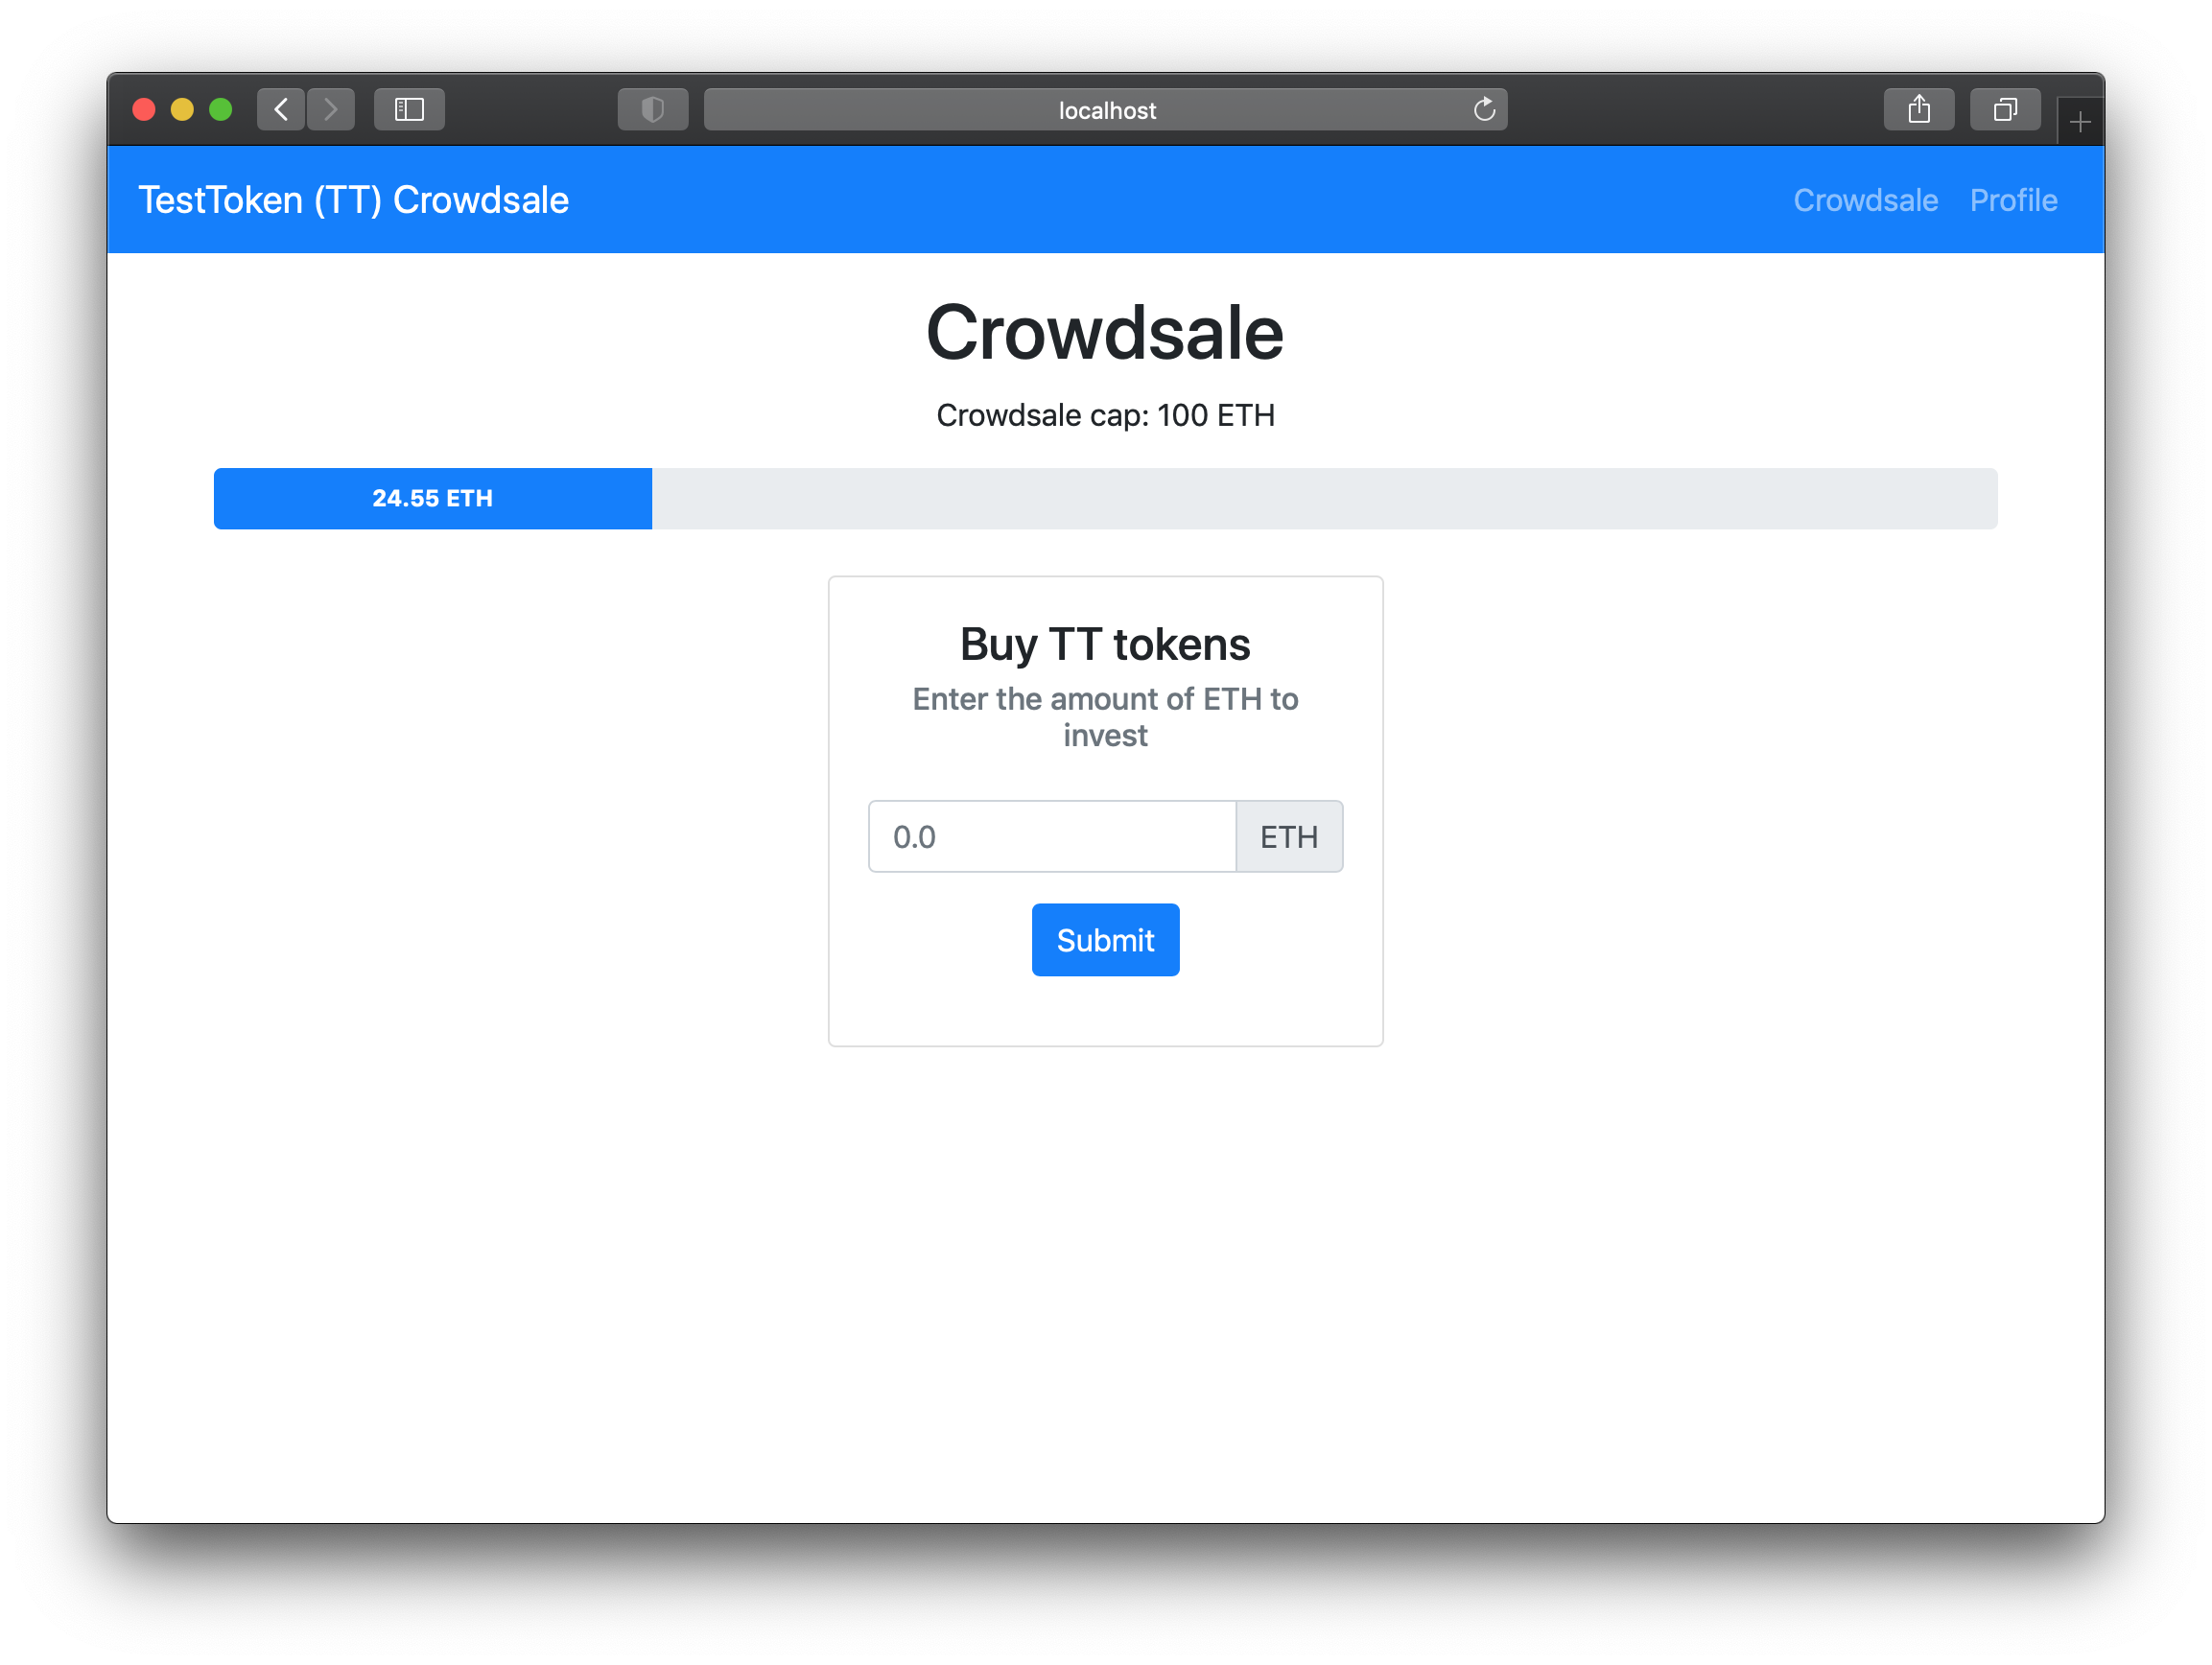 localhost
TestToken (TT) Crowdsale
Crowdsale
Profile
Crowdsale
Crowdsale cap: 100 ETH
24.55 ETH
Buy TT tokens
Enter the amount of ETH to
invest
0.0
ETH
Submit